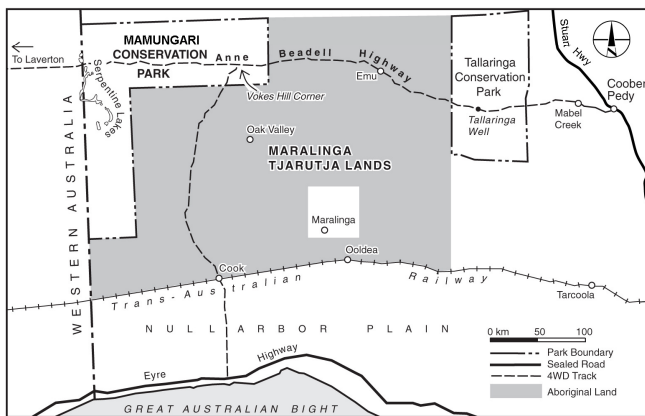 To Laverton
MAMUNGARI
CONSERVATION
PARK
Anne Beadell Highway
Vokes Hill Corner
Serpentine Lakes
Emu
Tallaringa
Conservation
Park
Tallaringa
Well
Stuart Hwy
Coober
Pedy
Mabel
Creek
Oak Valley
MARALINGA
TJARUTJA LANDS
Maralinga
Ooldea
Cook
Trans-Australian Railway
Tarcoola
WESTERN AUSTRALIA
NULLARBOR PLAIN
Eyre Highway
GREAT AUSTRALIAN BIGHT
0 km 50 100
Park Boundary
Sealed Road
4WD Track
Aboriginal Land